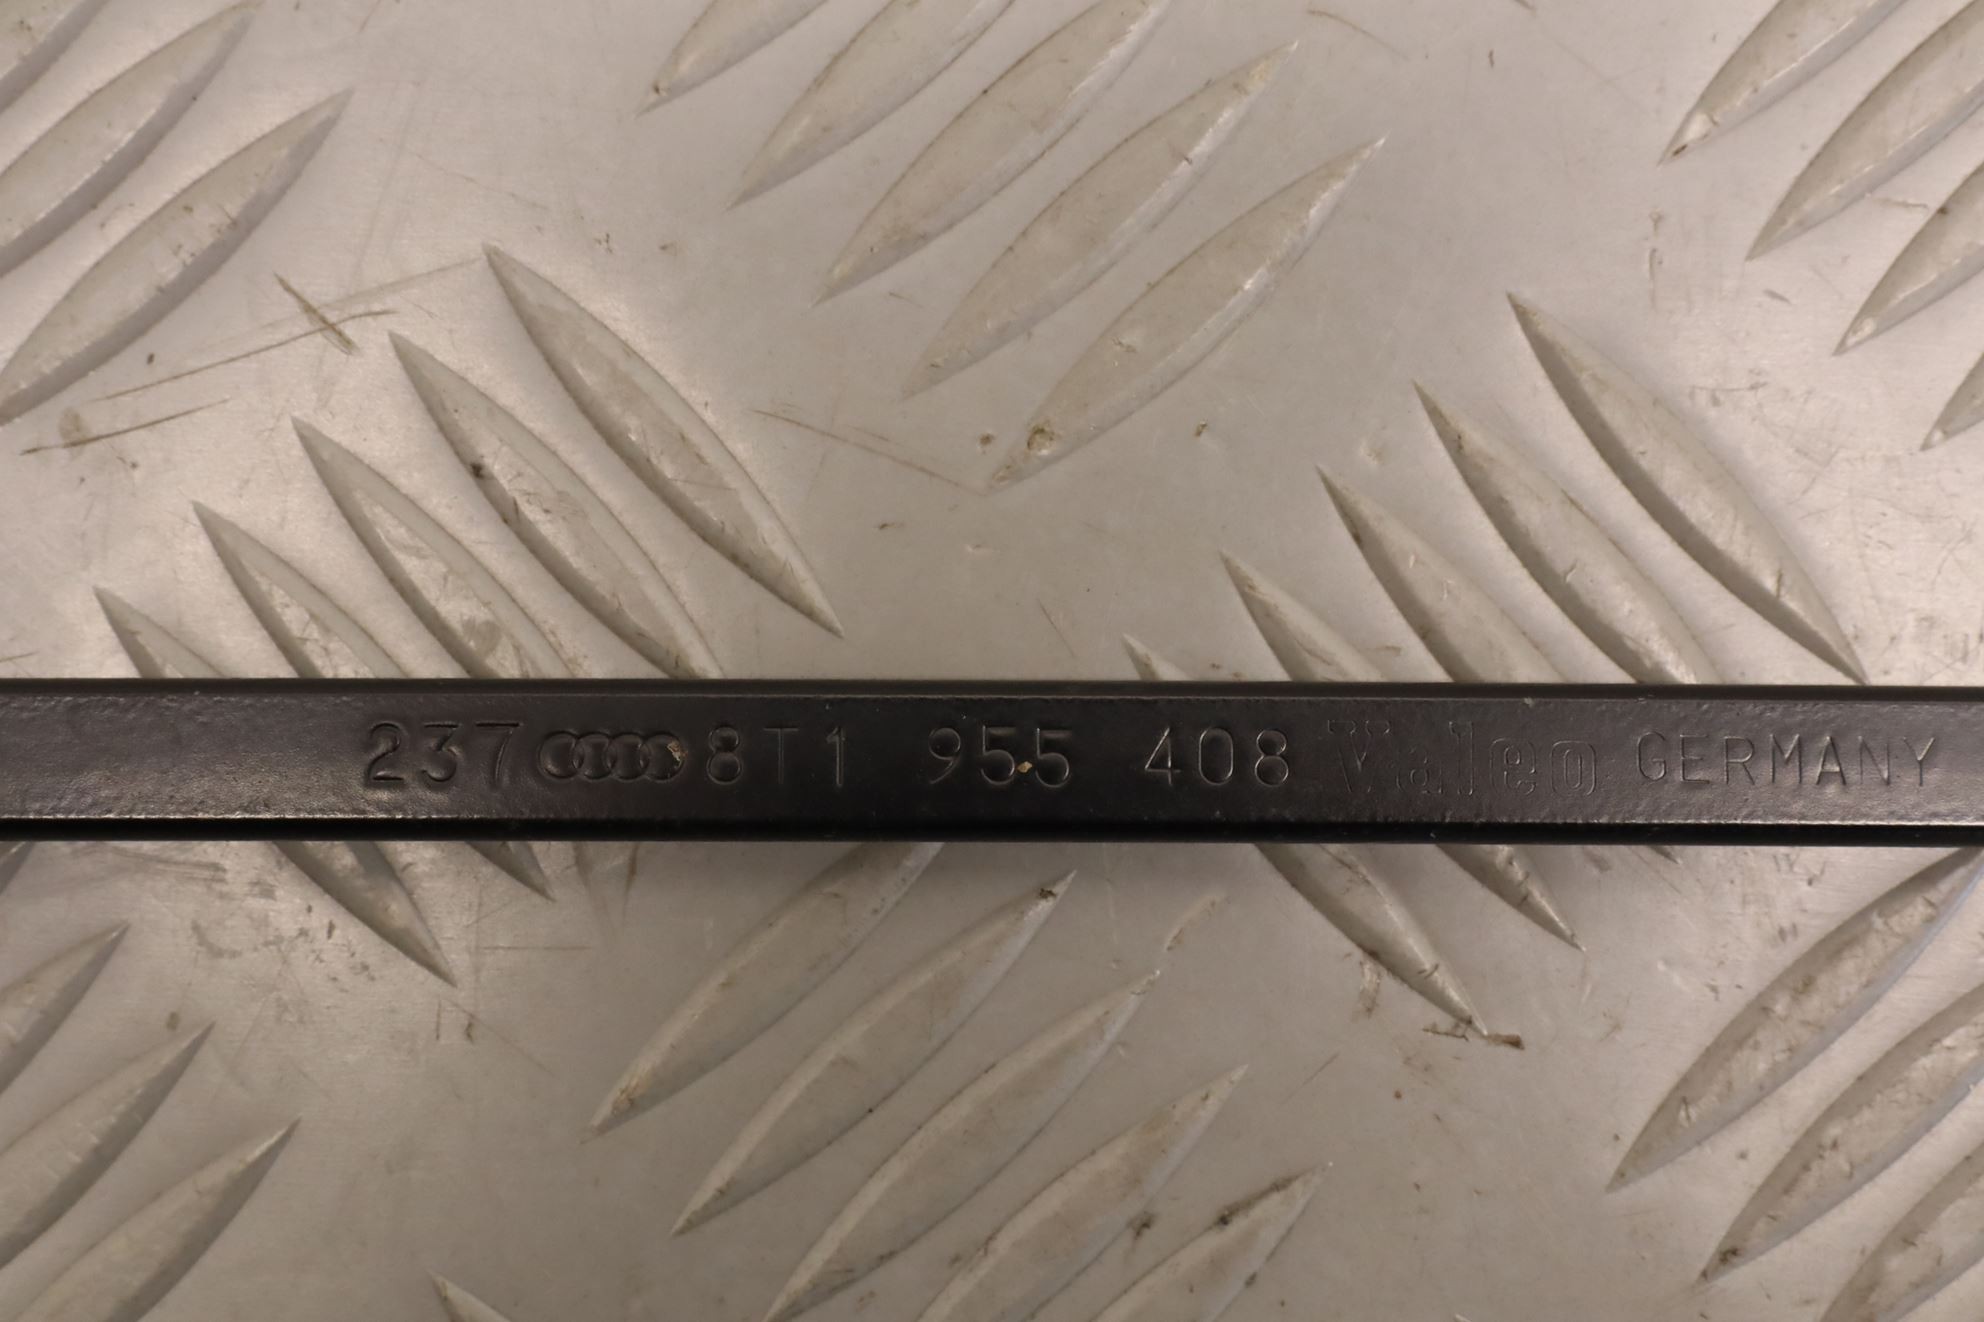 237 8T1 955 408 Valeo GERMANY